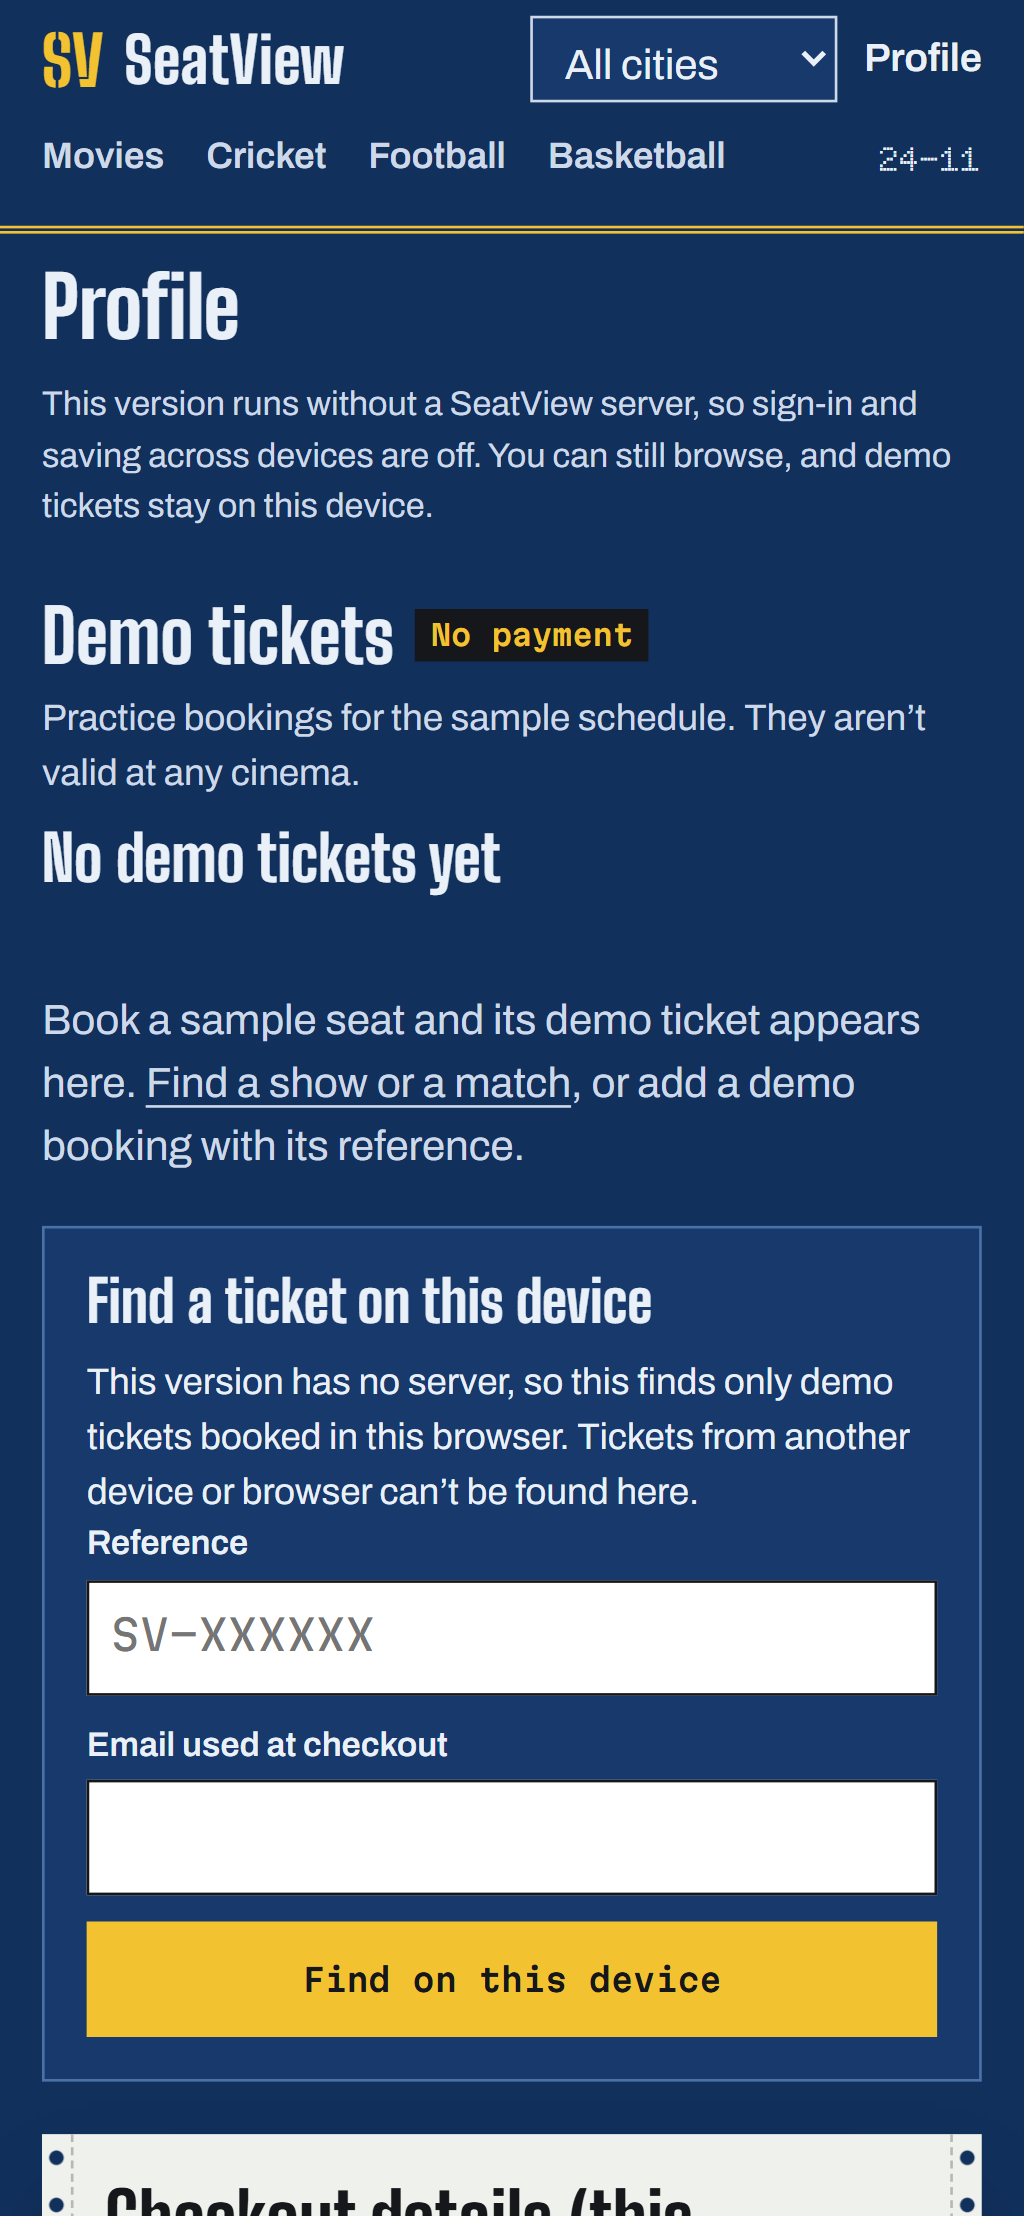 SV SeatView
All cities
Profile
Movies Cricket Football Basketball
24-11
Profile
This version runs without a SeatView server, so sign-in and
saving across devices are off. You can still browse, and demo
tickets stay on this device.
Demo tickets No payment
Practice bookings for the sample schedule. They aren’t
valid at any cinema.
No demo tickets yet
Book a sample seat and its demo ticket appears
here. Find a show or a match, or add a demo
booking with its reference.
Find a ticket on this device
This version has no server, so this finds only demo
tickets booked in this browser. Tickets from another
device or browser can’t be found here.
Reference
SV-XXXXXX
Email used at checkout
Find on this device
Checkout details (this